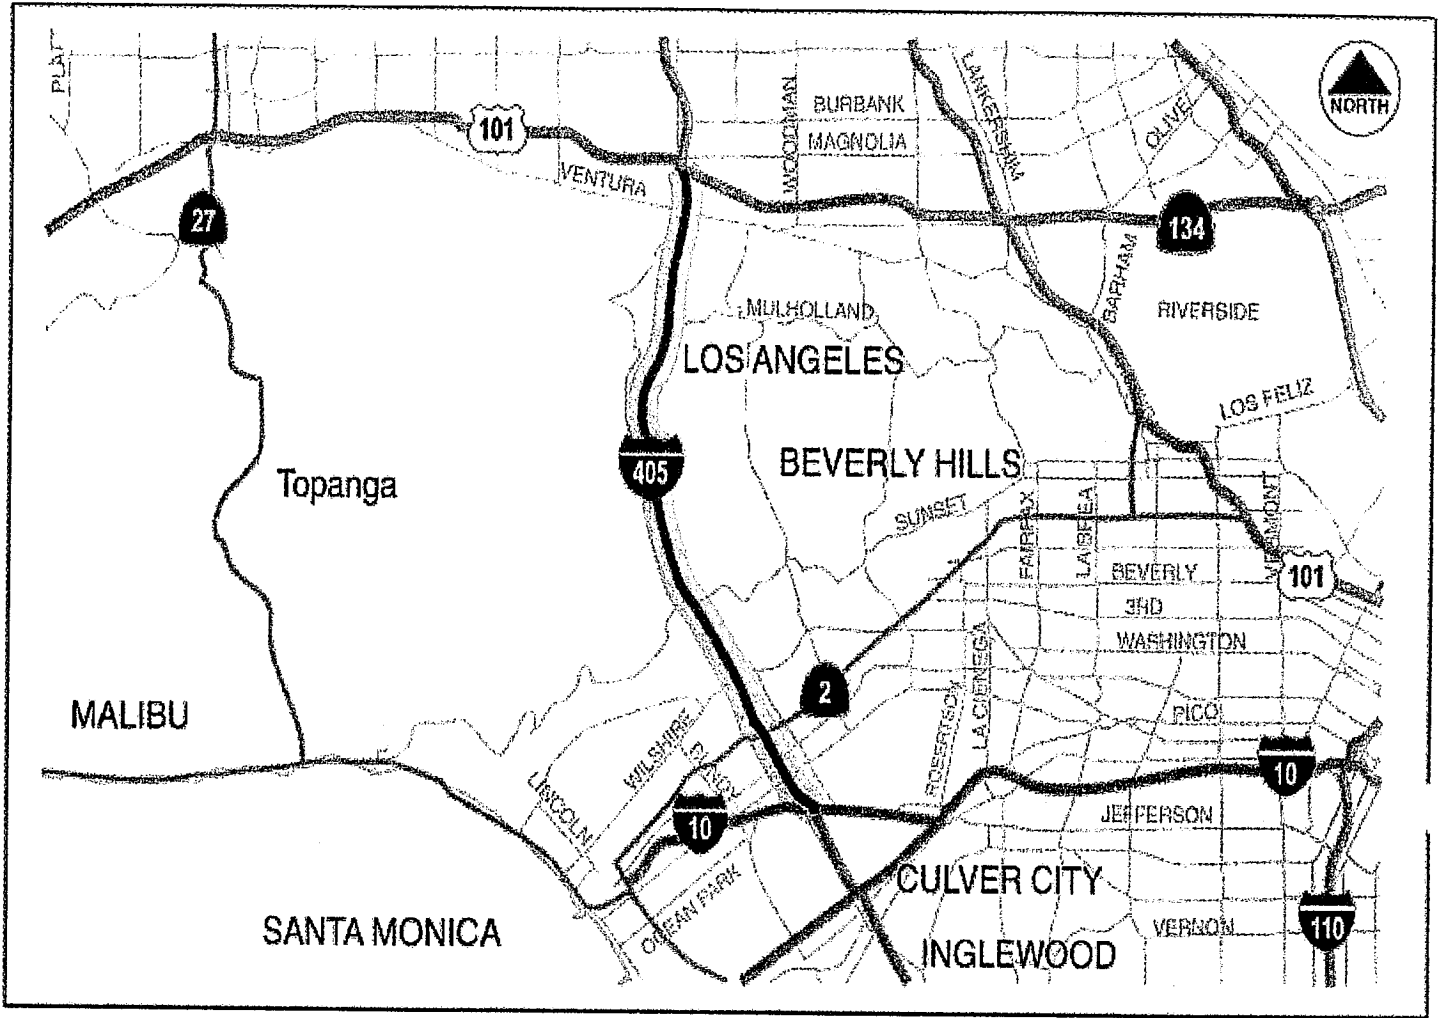 PLAT
101
WOODMAN
BURBANK
MAGNOLIA
LANKERSHIM
OLIVE
NORTH
VENTURA
27
134
BARHAM
RIVERSIDE
MULHOLLAND
LOS ANGELES
LOS FELIZ
405
BEVERLY HILLS
Topanga
SUNSET
FAIRFAX
LA BREA
VERMONT
BEVERLY
101
3RD
WASHINGTON
2
LA CIENEGA
ROBERTSON
MALIBU
WILSHIRE
BUNDY
PICO
10
LINCOLN
10
JEFFERSON
CULVER CITY
OCEAN PARK
SANTA MONICA
VERNON
110
INGLEWOOD